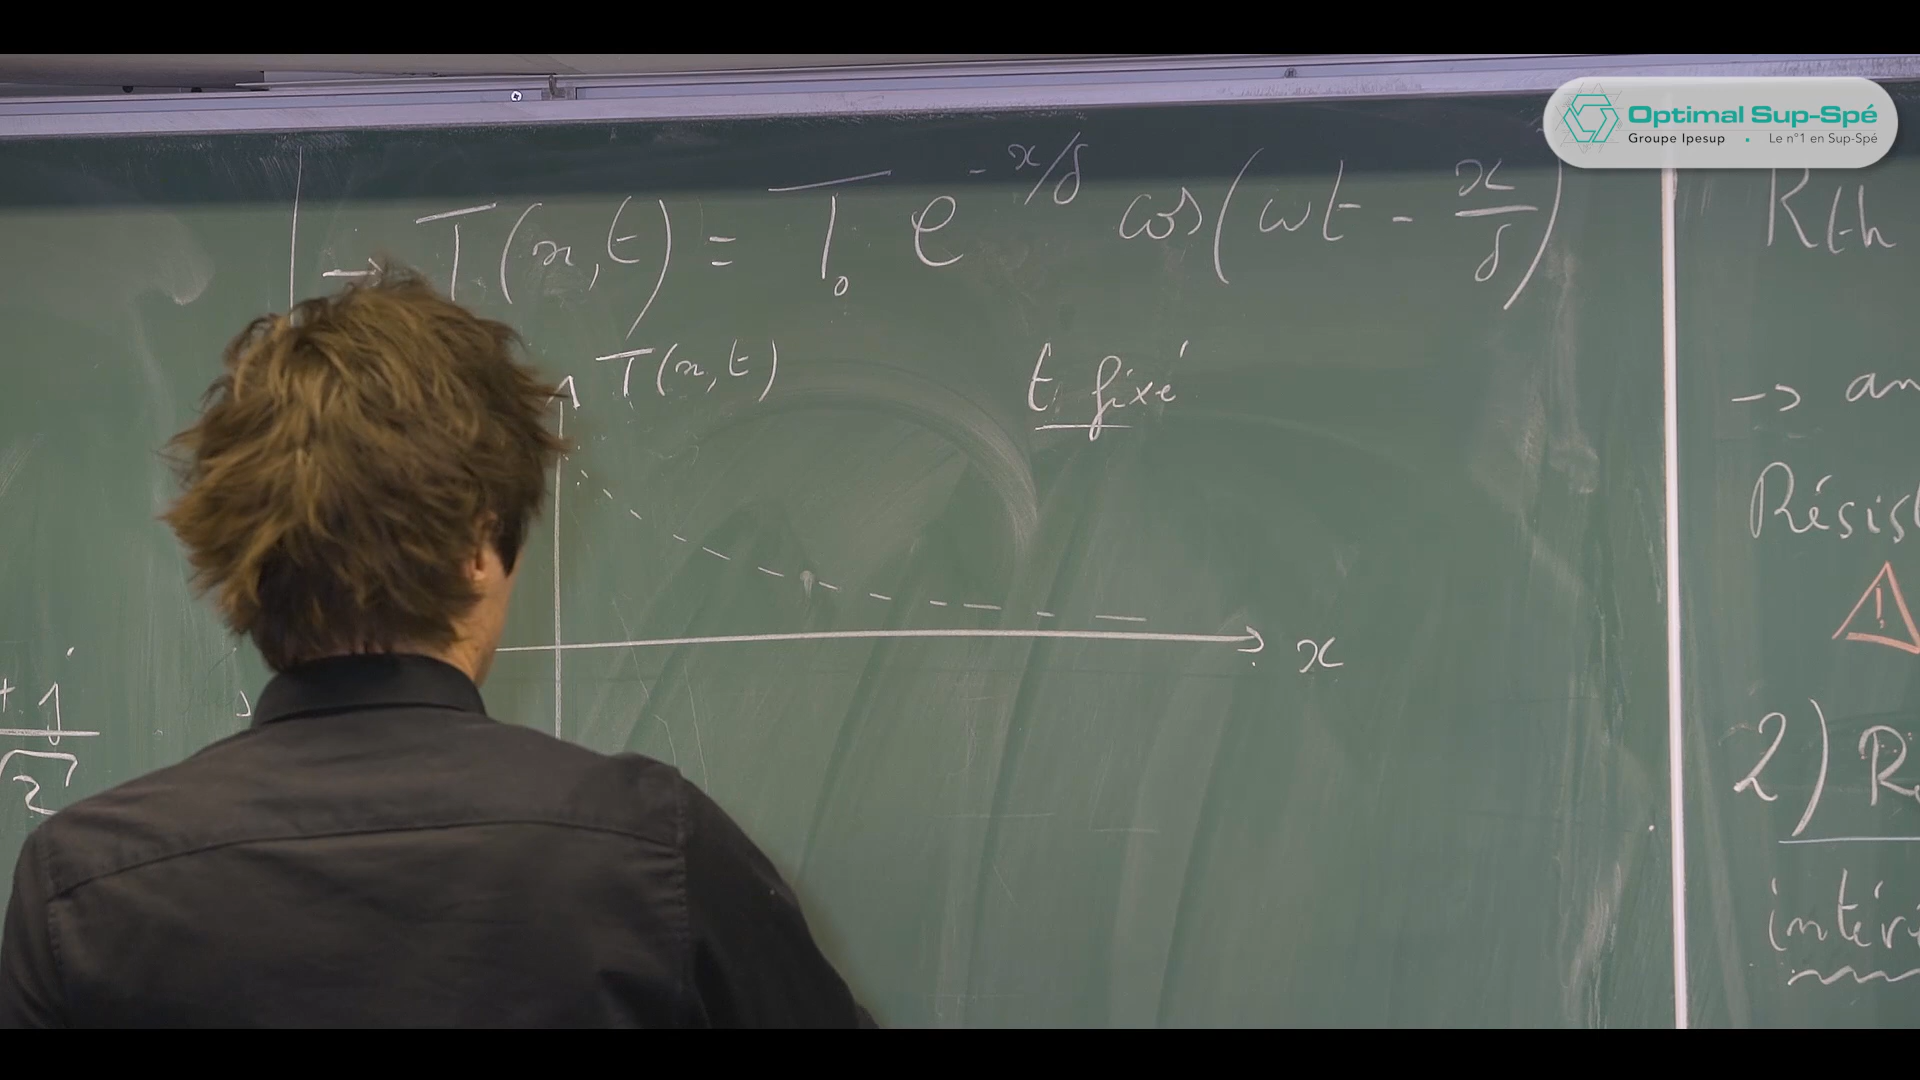 Optimal Sup-Spé
Groupe Ipesup • Le n°1 en Sup-Spé
→ T(x,t) = T₀ e^{-x/δ} cos(ωt - x/δ)
T(x,t)
t fixé
x
+ j
√2
Rth
→ an
Résist
!
2) R
intéri